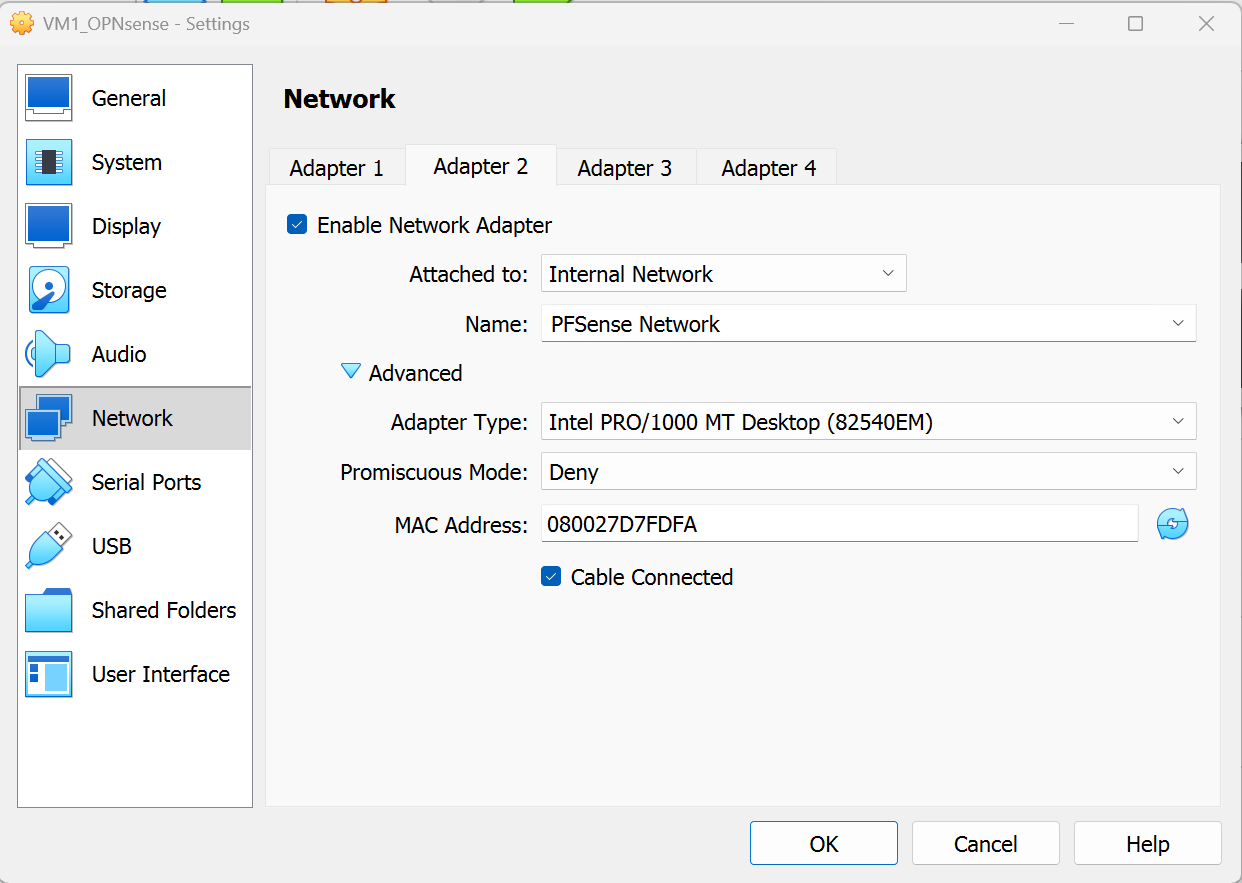 VM1_OPNsense - Settings
General
System
Display
Storage
Audio
Network
Serial Ports
USB
Shared Folders
User Interface
Network
Adapter 1 Adapter 2 Adapter 3 Adapter 4
Enable Network Adapter
Attached to: Internal Network
Name: PFSense Network
Advanced
Adapter Type: Intel PRO/1000 MT Desktop (82540EM)
Promiscuous Mode: Deny
MAC Address: 080027D7FDFA
Cable Connected
OK Cancel Help